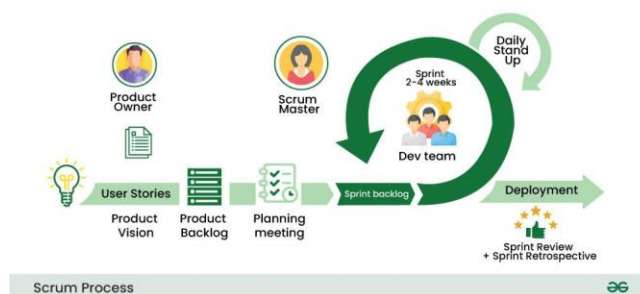 Product
Owner
Scrum
Master
Sprint
2-4 weeks
Dev team
Daily
Stand
Up
User Stories
Sprint backlog
Deployment
Product
Vision
Product
Backlog
Planning
meeting
Sprint Review
+ Sprint Retrospective
Scrum Process